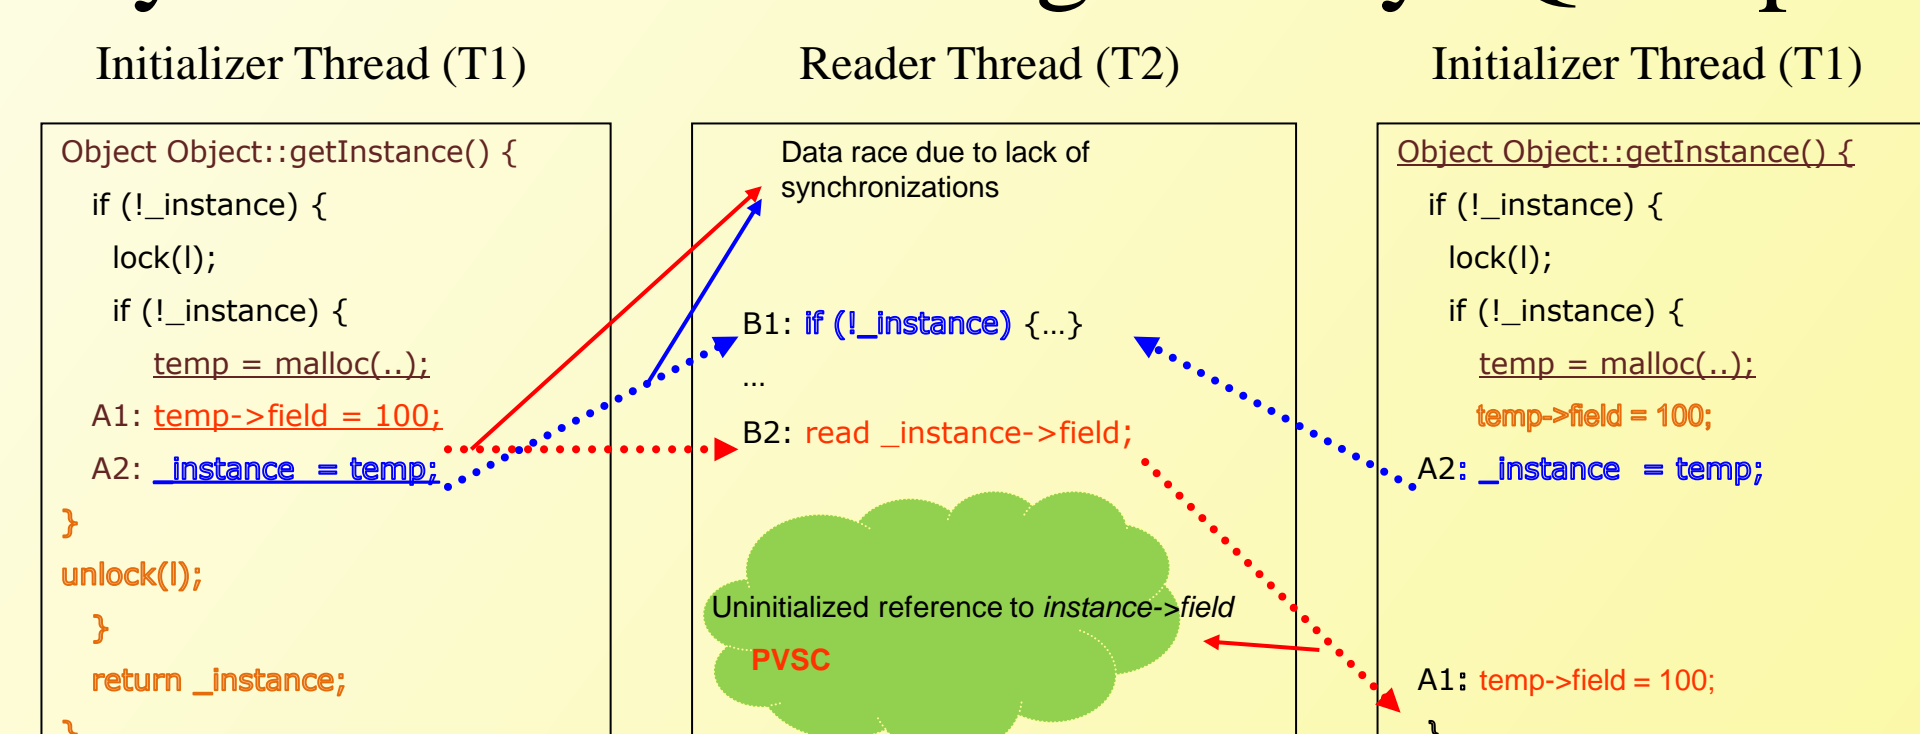 Initializer Thread (T1)
Object Object::getInstance() {
if (!_instance) {
lock(l);
if (!_instance) {
temp = malloc(..);
A1: temp->field = 100;
A2: _instance = temp;
}
unlock(l);
}
return _instance;
}
Reader Thread (T2)
Data race due to lack of
synchronizations
B1: if (!_instance) {…}
…
B2: read _instance->field;
Uninitialized reference to instance->field
PVSC
Initializer Thread (T1)
Object Object::getInstance() {
if (!_instance) {
lock(l);
if (!_instance) {
temp = malloc(..);
temp->field = 100;
A2: _instance = temp;
A1: temp->field = 100;
}